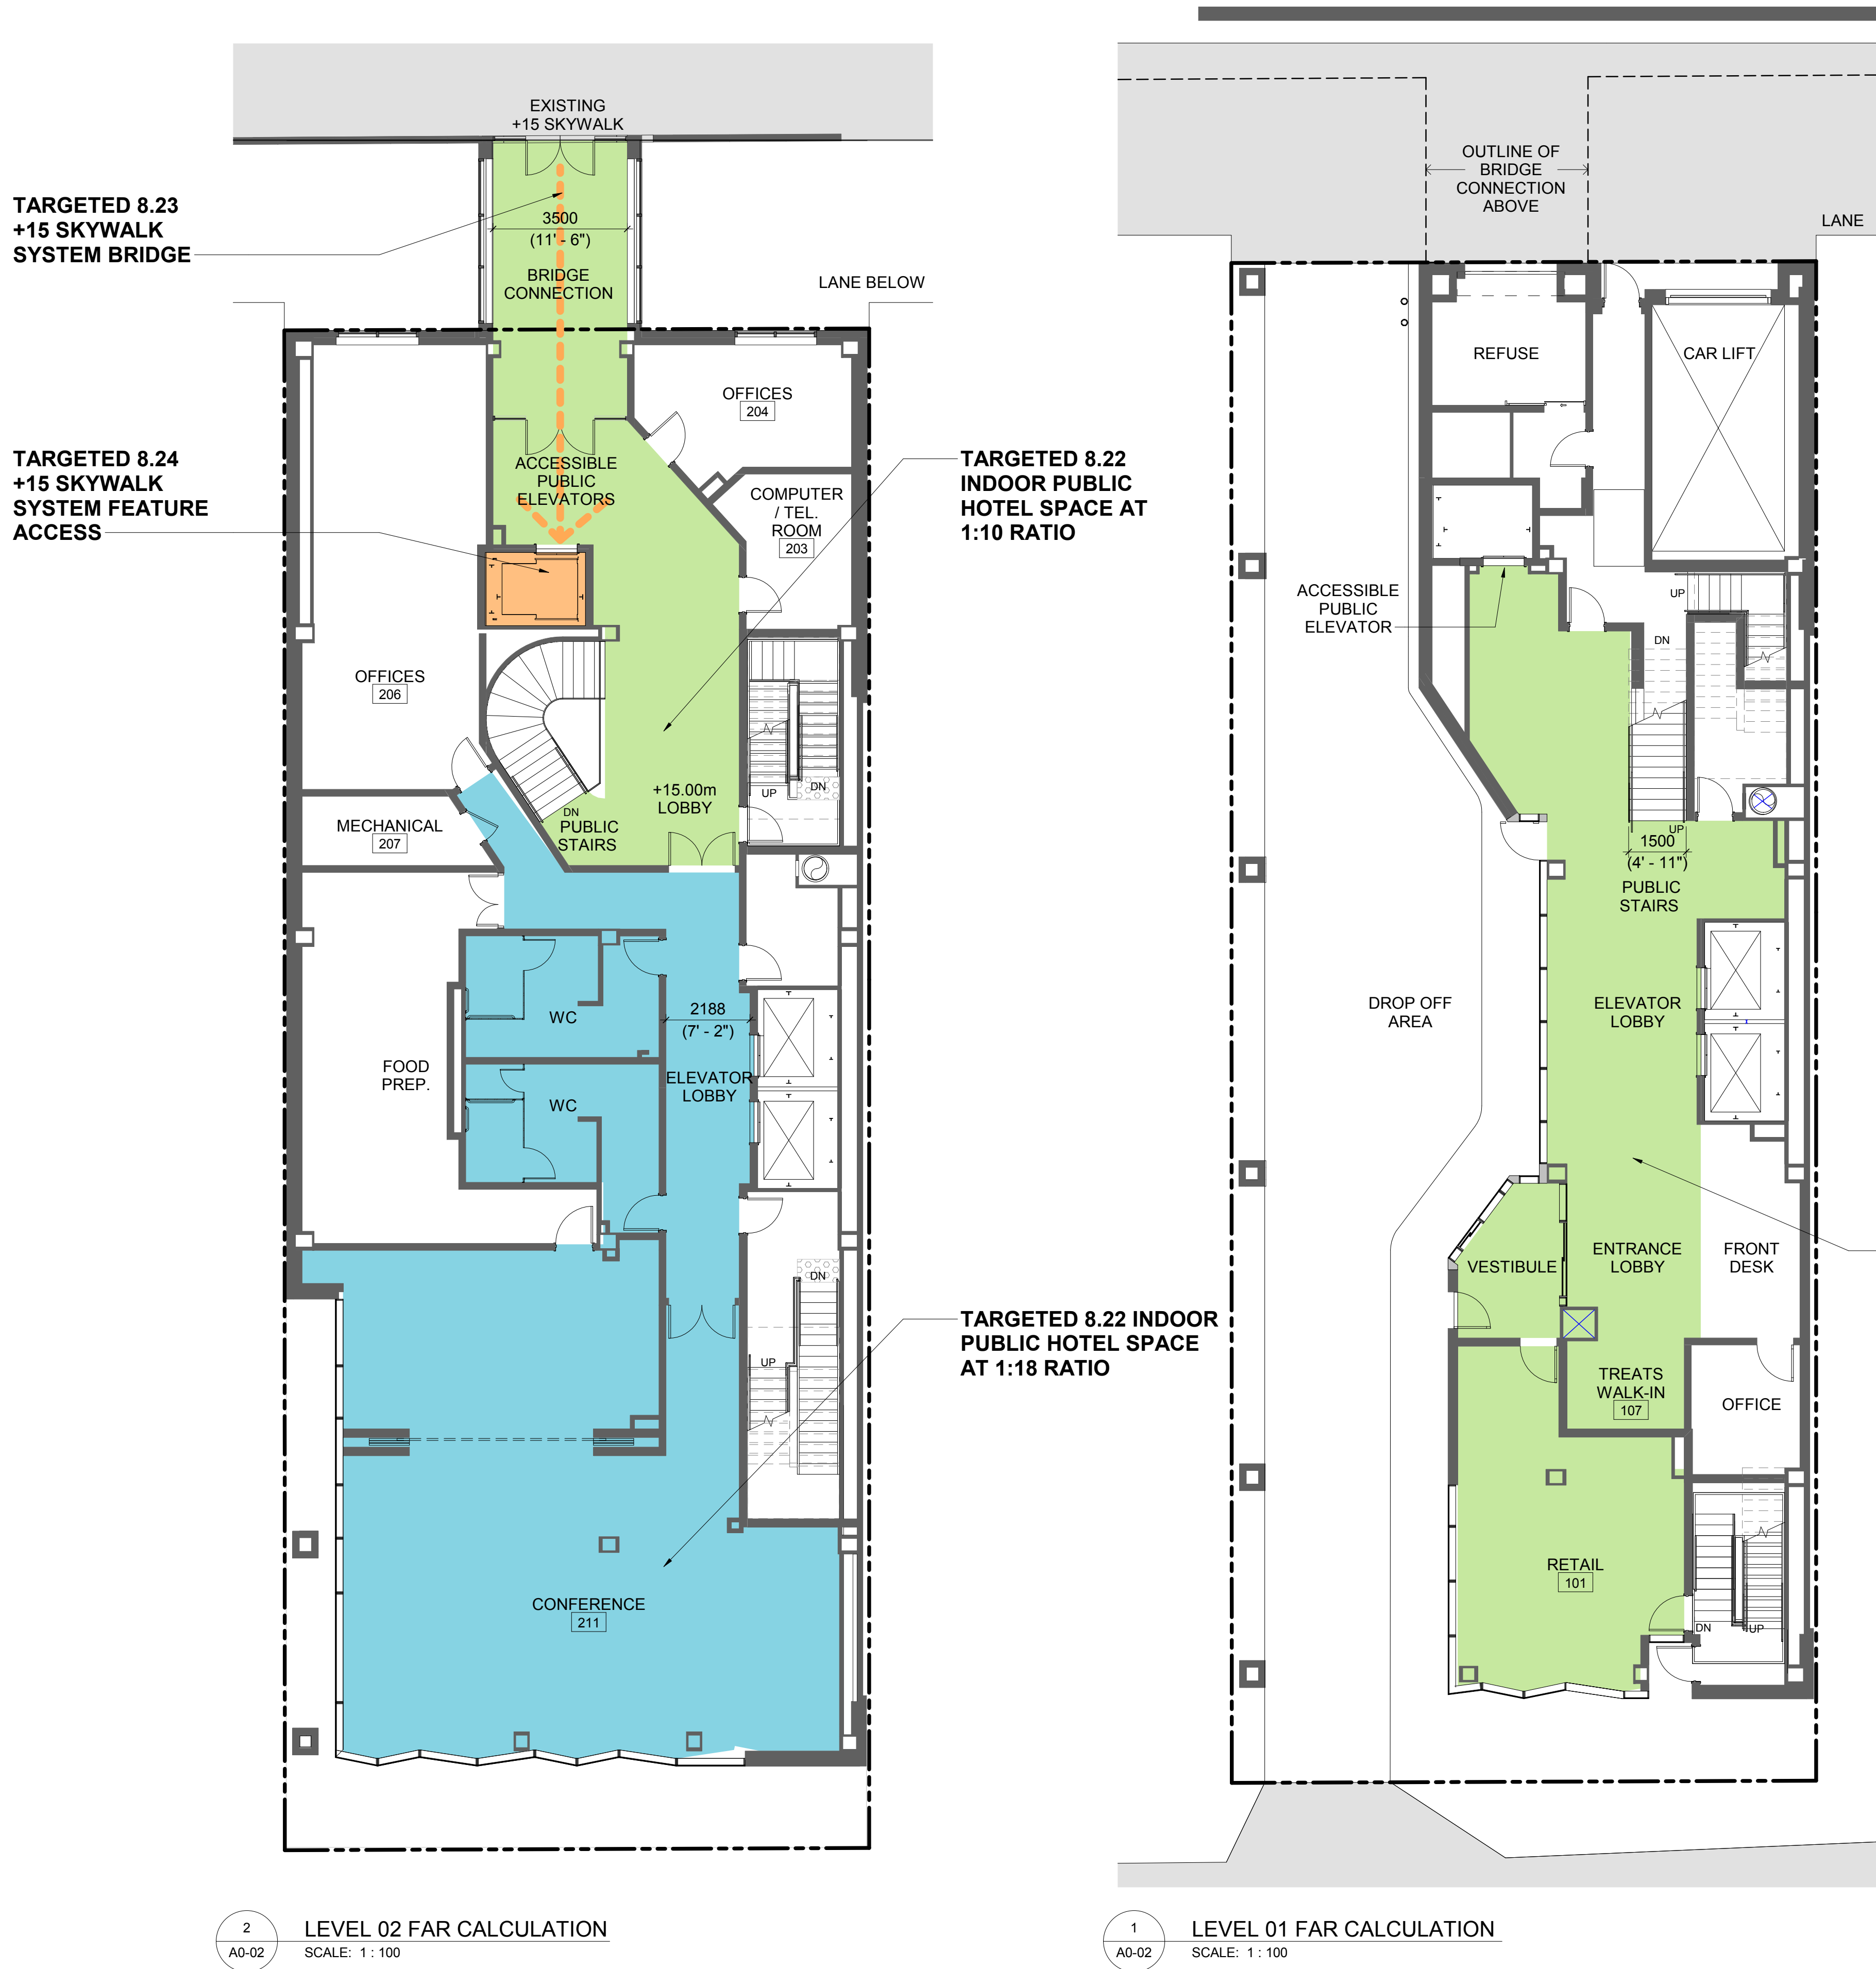 EXISTING
+15 SKYWALK
TARGETED 8.23
+15 SKYWALK
SYSTEM BRIDGE
3500
(11' - 6")
BRIDGE
CONNECTION
LANE BELOW
OFFICES
204
TARGETED 8.24
+15 SKYWALK
SYSTEM FEATURE
ACCESS
ACCESSIBLE
PUBLIC
ELEVATORS
COMPUTER
/ TEL.
ROOM
203
TARGETED 8.22
INDOOR PUBLIC
HOTEL SPACE AT
1:10 RATIO
OFFICES
206
+15.00m
LOBBY
UP
DN
DN
PUBLIC
STAIRS
MECHANICAL
207
WC
2188
(7' - 2")
FOOD
PREP.
WC
ELEVATOR
LOBBY
DN
UP
TARGETED 8.22 INDOOR
PUBLIC HOTEL SPACE
AT 1:18 RATIO
CONFERENCE
211
2
A0-02
LEVEL 02 FAR CALCULATION
SCALE: 1 : 100
OUTLINE OF
BRIDGE
CONNECTION
ABOVE
LANE
REFUSE
CAR LIFT
ACCESSIBLE
PUBLIC
ELEVATOR
UP
DN
UP
1500
(4' - 11")
PUBLIC
STAIRS
DROP OFF
AREA
ELEVATOR
LOBBY
VESTIBULE
ENTRANCE
LOBBY
FRONT
DESK
TREATS
WALK-IN
107
OFFICE
RETAIL
101
DN
UP
1
A0-02
LEVEL 01 FAR CALCULATION
SCALE: 1 : 100